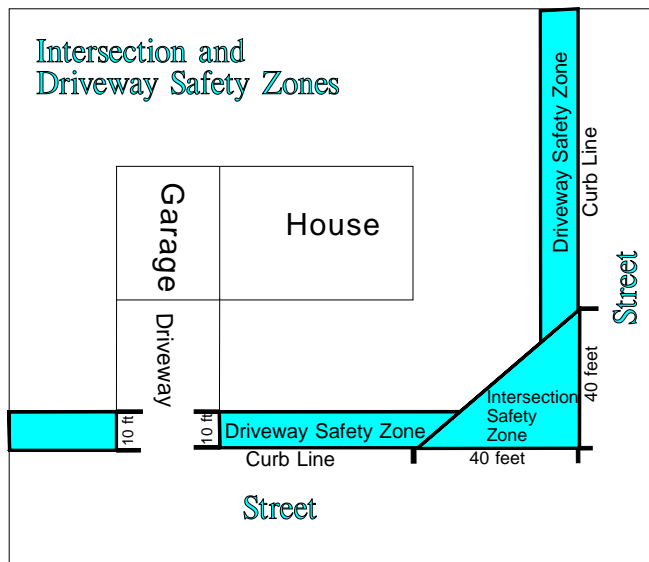 Intersection and
Driveway Safety Zones
Driveway Safety Zone
Curb Line
Street
Garage
House
Driveway
40 feet
Intersection
Safety
Zone
10 ft
10 ft
Driveway Safety Zone
Curb Line
40 feet
Street